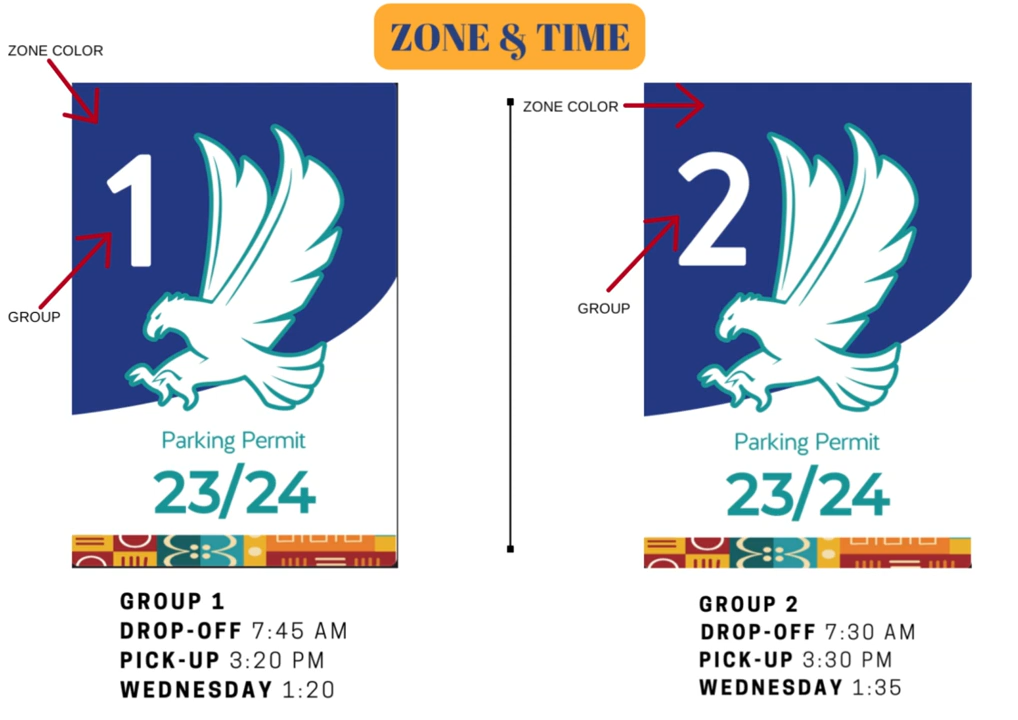 ZONE & TIME
ZONE COLOR
1
GROUP
Parking Permit
23/24
GROUP 1
DROP-OFF 7:45 AM
PICK-UP 3:20 PM
WEDNESDAY 1:20
ZONE COLOR
2
GROUP
Parking Permit
23/24
GROUP 2
DROP-OFF 7:30 AM
PICK-UP 3:30 PM
WEDNESDAY 1:35